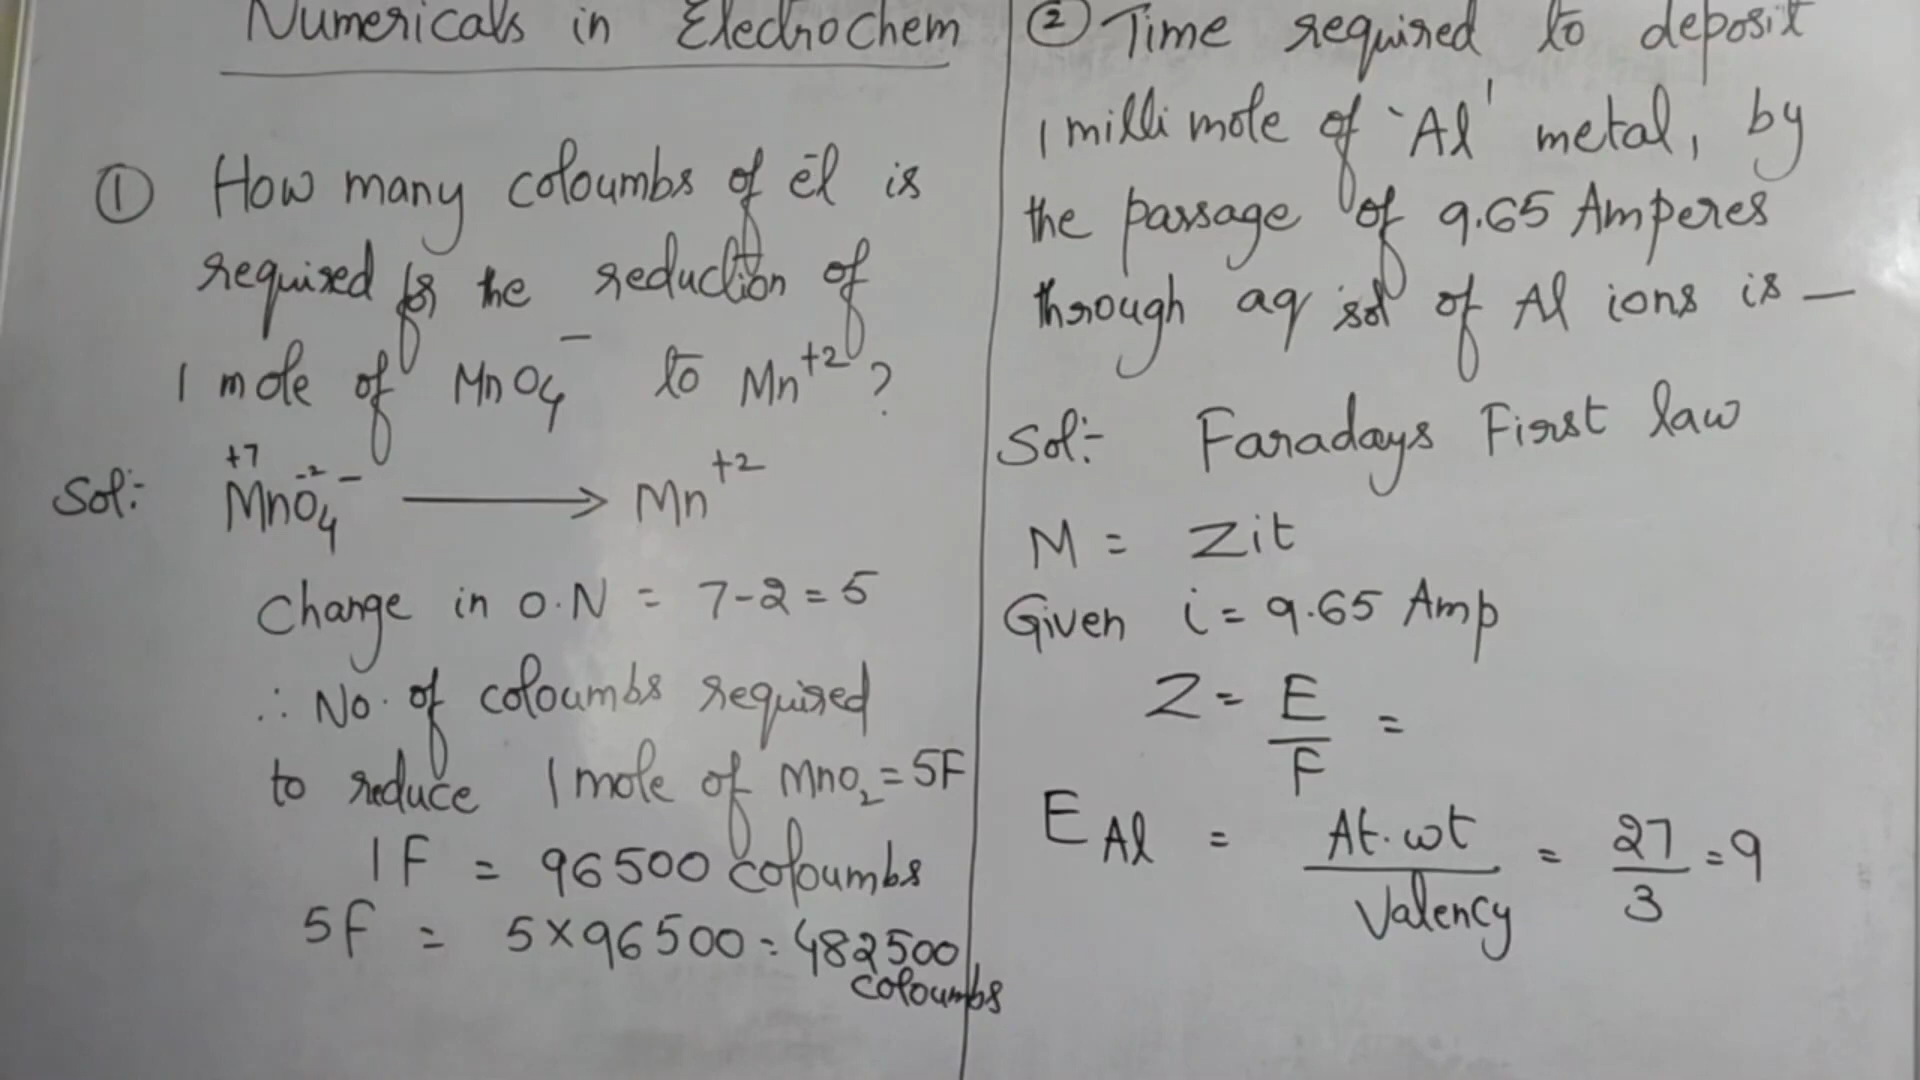 Numericals in Electrochem
① How many coloumbs of ēl is
required for the reduction of
1 mole of MnO₄⁻ to Mn⁺² ?
+7 -2
Sol: MnO₄⁻ ⟶ Mn⁺²
Change in O.N = 7-2 = 5
∴ No. of coloumbs required
to reduce 1 mole of MnO₂ = 5F
1F = 96500 coloumbs
5F = 5×96500 = 482500
coloumbs
② Time required to deposit
1 milli mole of 'Al' metal, by
the passage of 9.65 Amperes
through aq sol of Al ions is —
Sol:- Faradays First law
M = Zit
Given i = 9.65 Amp
Z = E/F =
E Al = At. wt/Valency = 27/3 = 9